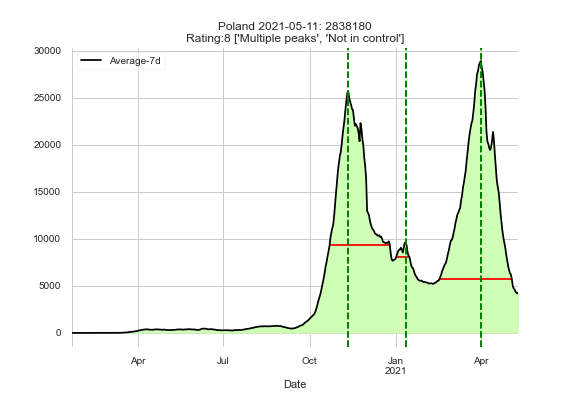 Poland 2021-05-11: 2838180
Rating:8 ['Multiple peaks', 'Not in control']
30000
Average-7d
25000
20000
15000
10000
5000
0
Apr
Jul
Oct
Jan
2021
Apr
Date